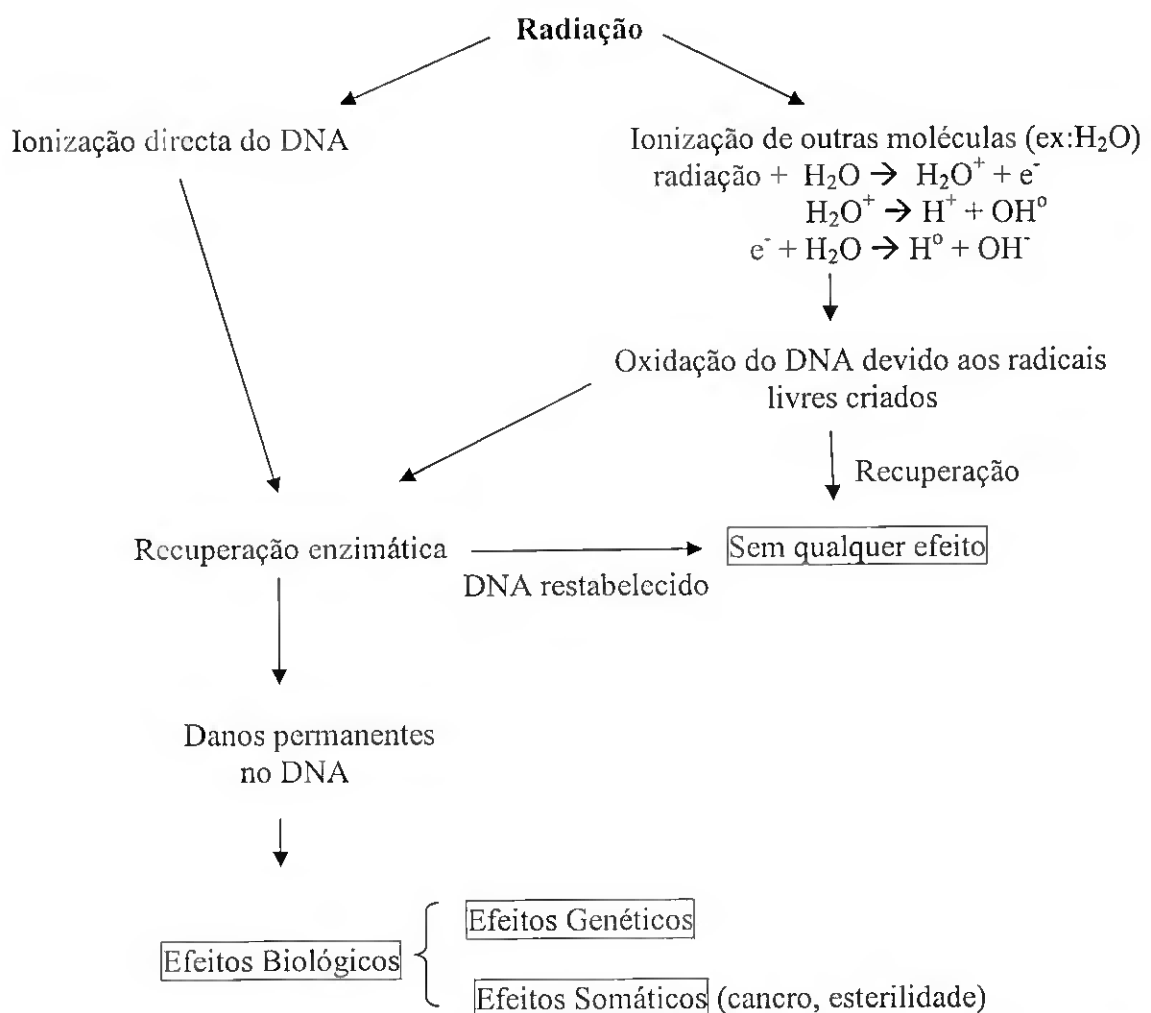 Radiação
Ionização directa do DNA
Ionização de outras moléculas (ex:H₂O)
radiação + H₂O → H₂O⁺ + e⁻
H₂O⁺ → H⁺ + OHº
e⁻ + H₂O → Hº + OH⁻
Oxidação do DNA devido aos radicais
livres criados
Recuperação
Recuperação enzimática
Sem qualquer efeito
DNA restabelecido
Danos permanentes
no DNA
Efeitos Genéticos
Efeitos Biológicos
Efeitos Somáticos (cancro, esterilidade)